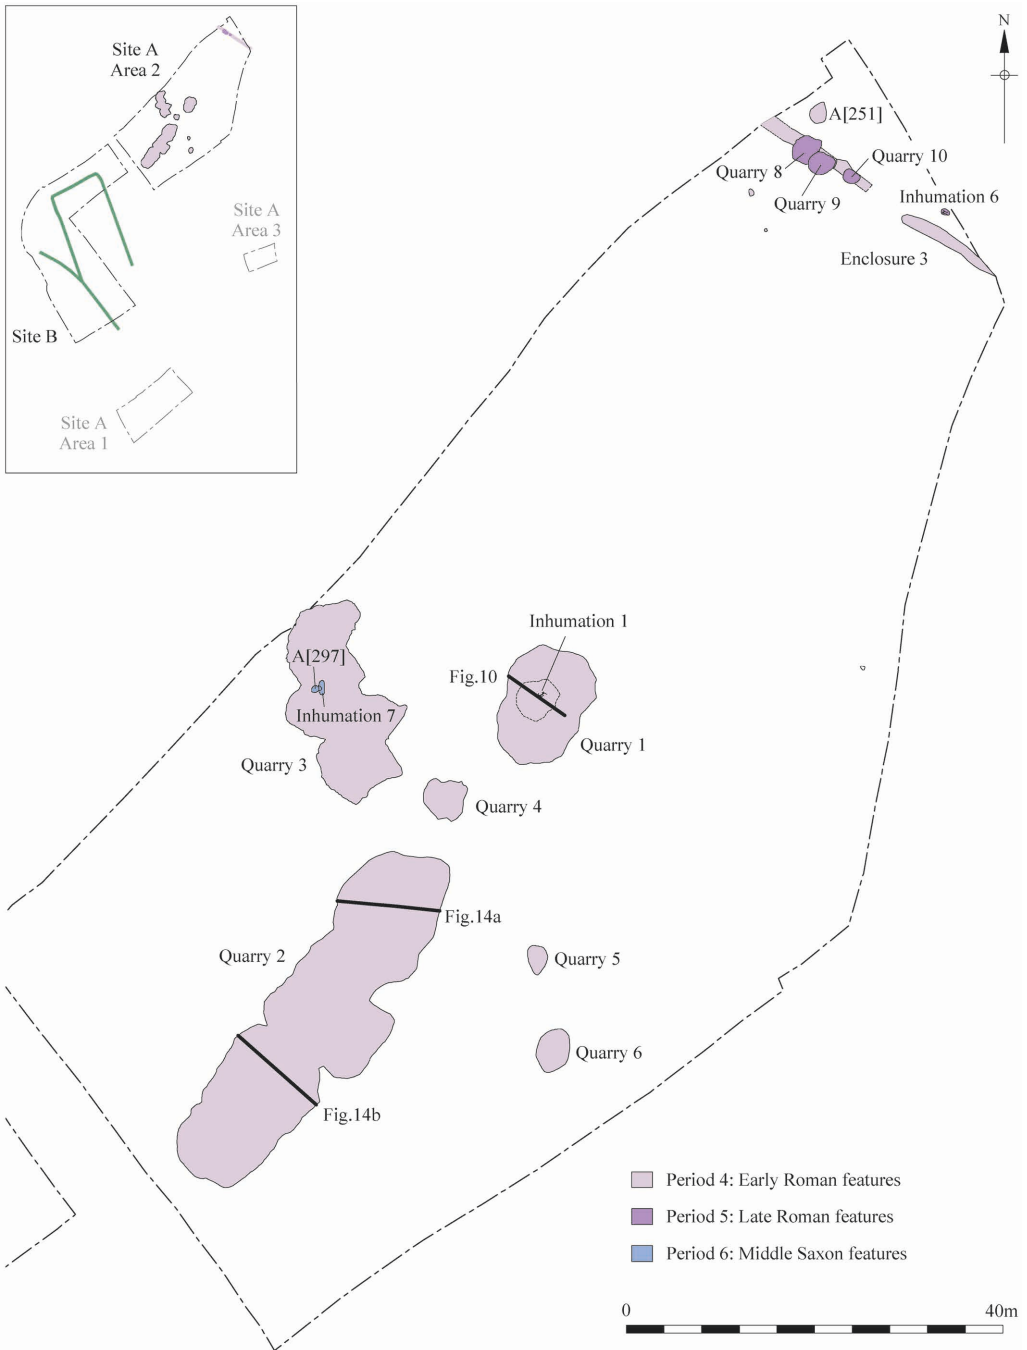 Site A
Area 2
Site A
Area 3
Site B
Site A
Area 1
N
A[251]
Quarry 10
Quarry 8
Quarry 9
Inhumation 6
Enclosure 3
Inhumation 1
A[297]
Fig.10
Inhumation 7
Quarry 1
Quarry 3
Quarry 4
Fig.14a
Quarry 2
Quarry 5
Quarry 6
Fig.14b
Period 4: Early Roman features
Period 5: Late Roman features
Period 6: Middle Saxon features
0 40m